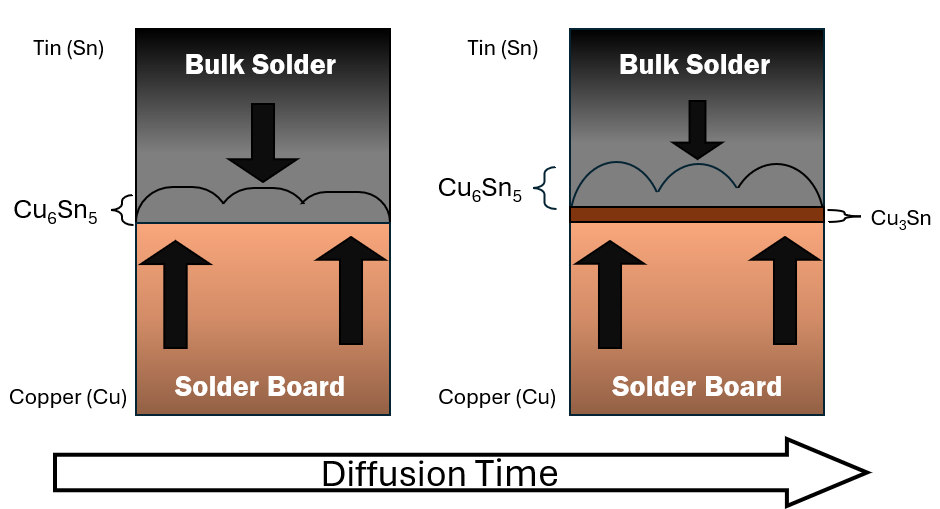 Tin (Sn)
Bulk Solder
Cu₆Sn₅
Solder Board
Copper (Cu)
Tin (Sn)
Bulk Solder
Cu₆Sn₅
Cu₃Sn
Solder Board
Copper (Cu)
Diffusion Time